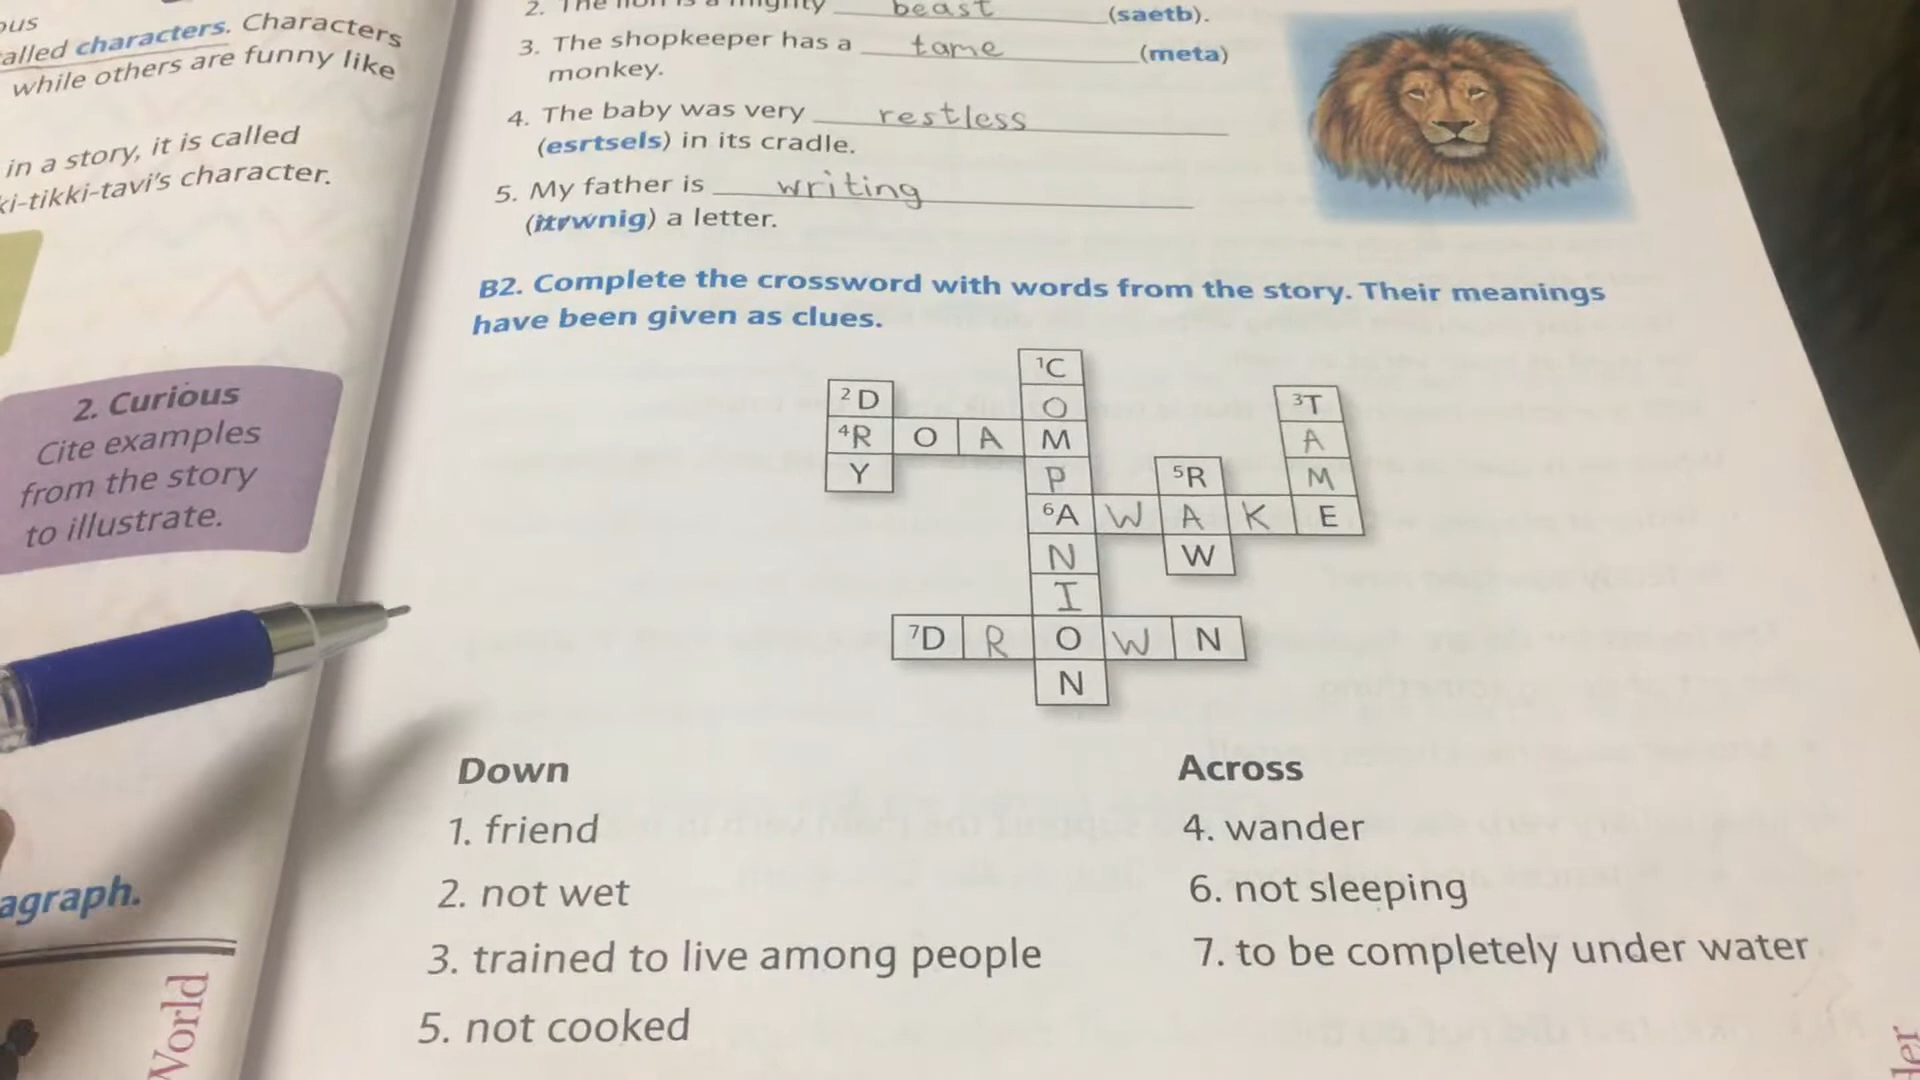 alled characters. Characters
while others are funny like
in a story, it is called
ki-tikki-tavi's character.
2. Curious
Cite examples
from the story
to illustrate.
agraph.
World
2. The lion is a mighty beast (saetb).
3. The shopkeeper has a tame (meta)
monkey.
4. The baby was very restless
(esrtsels) in its cradle.
5. My father is writing
(itrwnig) a letter.
B2. Complete the crossword with words from the story. Their meanings
have been given as clues.
1C
2D O 3T
4R O A M A
Y P 5R M
6A W A K E
N W
I
7D R O W N
N
Down
1. friend
2. not wet
3. trained to live among people
5. not cooked
Across
4. wander
6. not sleeping
7. to be completely under water